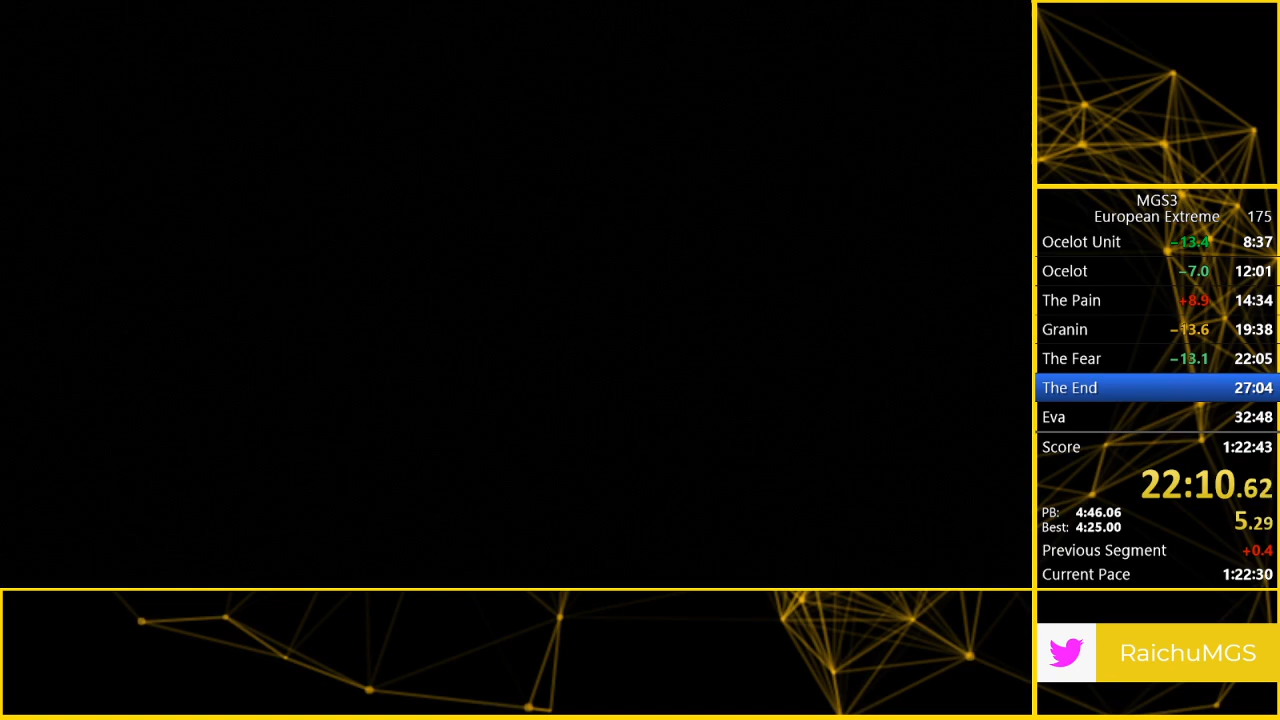 MGS3
European Extreme 175
Ocelot Unit −13.4 8:37
Ocelot −7.0 12:01
The Pain +8.9 14:34
Granin −13.6 19:38
The Fear −13.1 22:05
The End 27:04
Eva 32:48
Score 1:22:43
22:10.62
PB: 4:46.06
Best: 4:25.00
5.29
Previous Segment +0.4
Current Pace 1:22:30
RaichuMGS